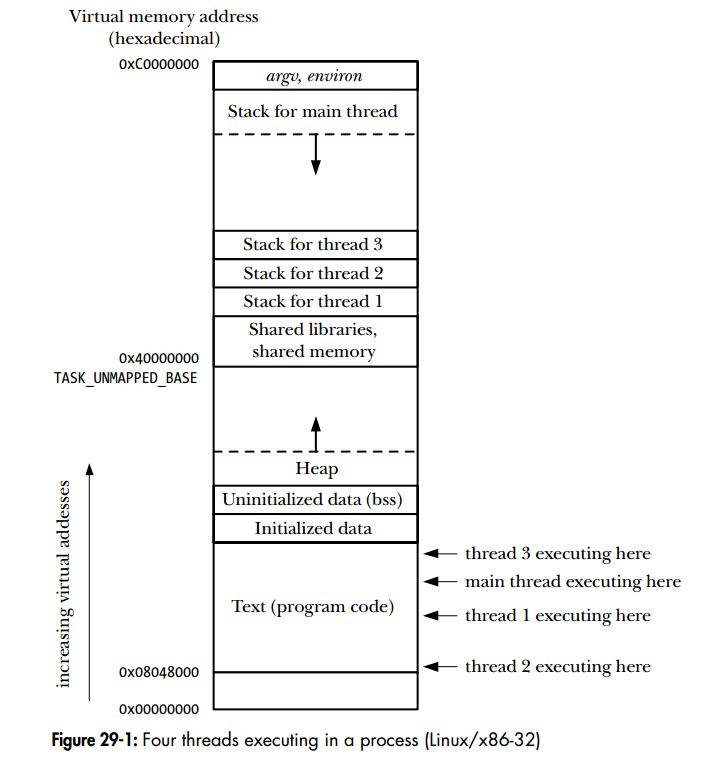 Virtual memory address
(hexadecimal)
0xC0000000
argv, environ
Stack for main thread
Stack for thread 3
Stack for thread 2
Stack for thread 1
Shared libraries,
shared memory
0x40000000
TASK_UNMAPPED_BASE
Heap
Uninitialized data (bss)
Initialized data
increasing virtual addesses
thread 3 executing here
main thread executing here
Text (program code)
thread 1 executing here
thread 2 executing here
0x08048000
0x00000000
Figure 29-1: Four threads executing in a process (Linux/x86-32)